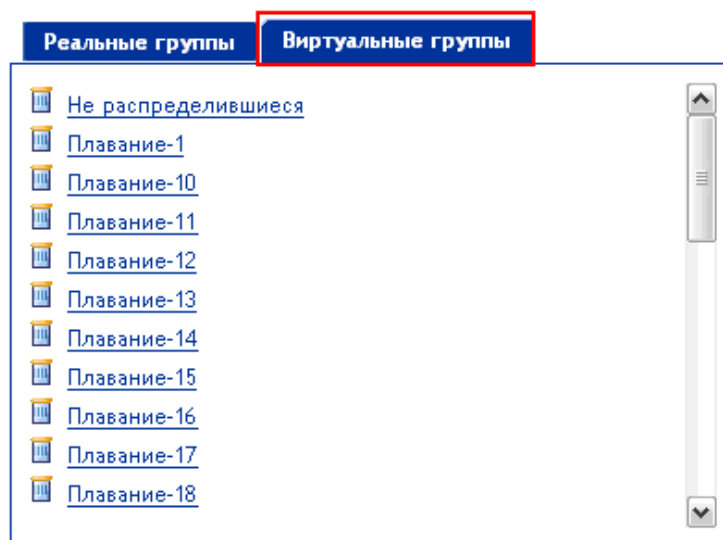 Реальные группы Виртуальные группы
Не распределившиеся
Плавание-1
Плавание-10
Плавание-11
Плавание-12
Плавание-13
Плавание-14
Плавание-15
Плавание-16
Плавание-17
Плавание-18